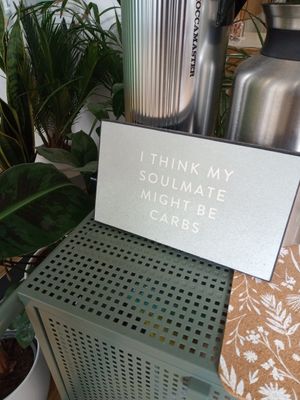 MOCCAMASTER
I THINK MY
SOULMATE
MIGHT BE
CARBS